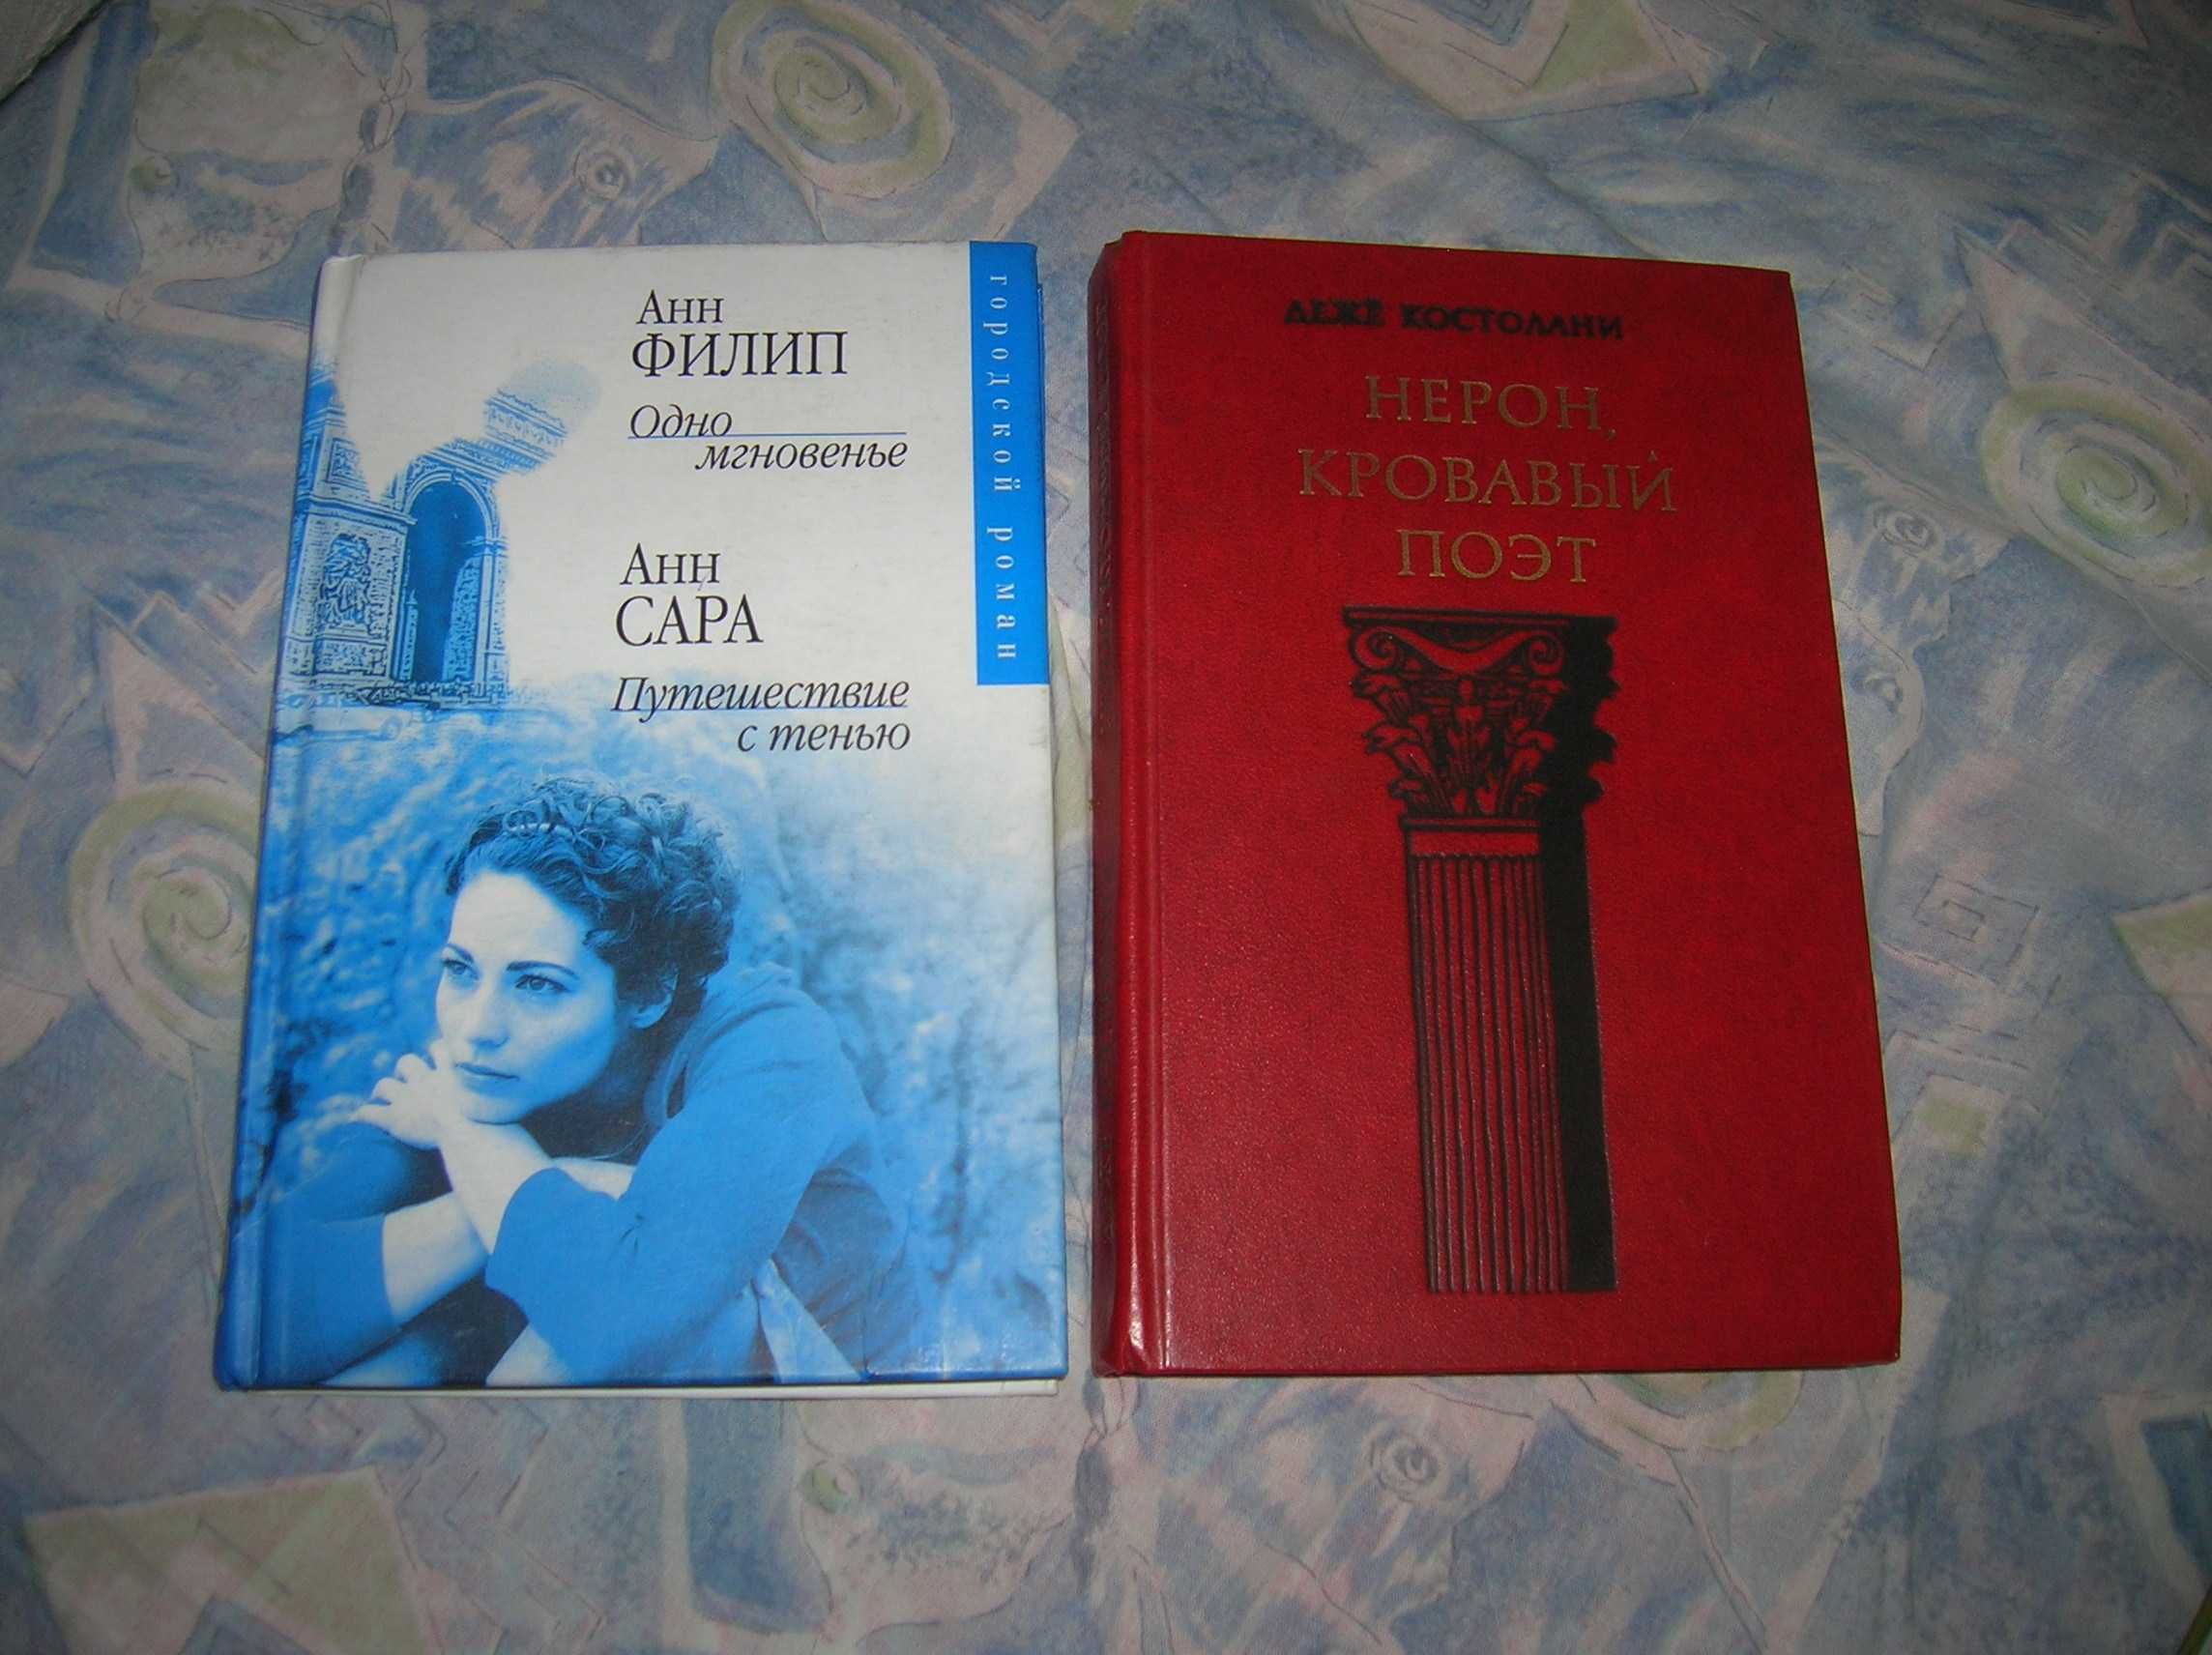 Анн
ФИЛИП
Одно
мгновенье
Анн
САРА
Путешествие
с тенью
городской роман
ДЕЖЁ КОСТОЛАНИ
НЕРОН,
КРОВАВЫЙ
ПОЭТ